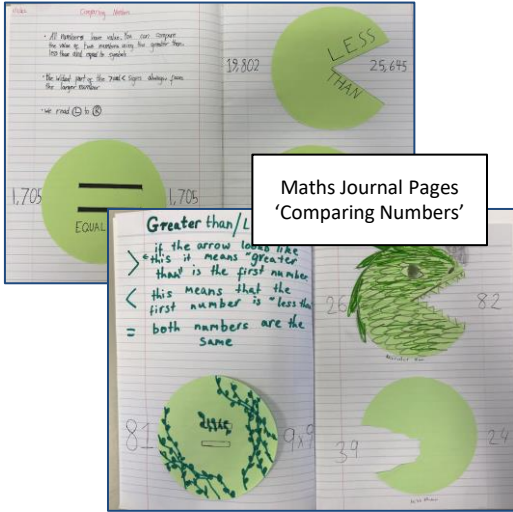 Comparing Numbers
• All numbers have value. We can compare
the value of two numbers using the greater than,
less than and equal to symbols
• the widest part of the > and < signs always faces
the larger number
• we read L to R
1,705
EQUAL
1,705
19,802
LESS
THAN
25,695
Maths Journal Pages
‘Comparing Numbers’
Greater than/L
> if the arrow looks like
this it means "greater
than" is the first number
< this means that the
first number is "less tha
= both numbers are the
same
81
=
9x9
26
82
39
24